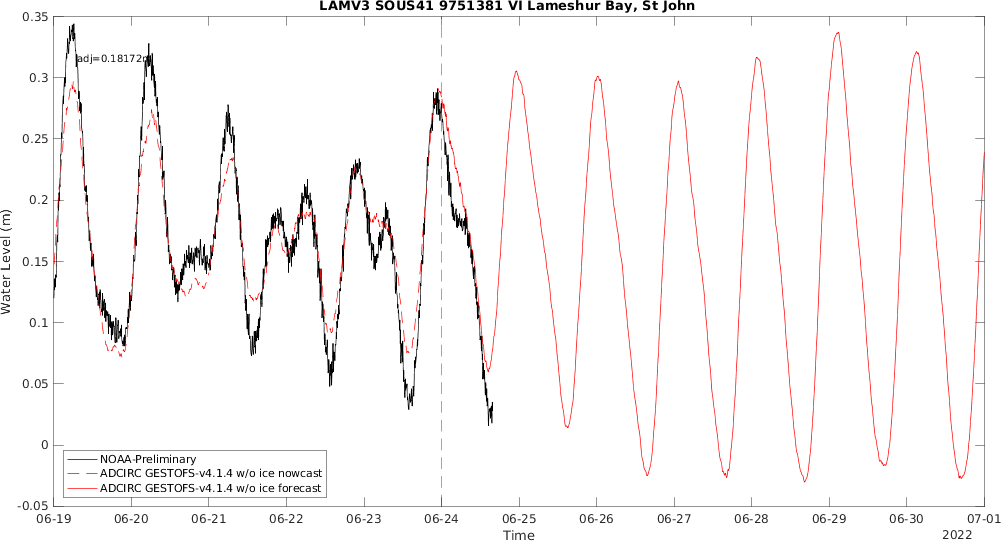 LAMV3 SOUS41 9751381 VI Lameshur Bay, St John
0.35
adj=0.18172m
0.3
0.25
0.2
0.15
0.1
0.05
0
-0.05
Water Level (m)
NOAA-Preliminary
ADCIRC GESTOFS-v4.1.4 w/o ice nowcast
ADCIRC GESTOFS-v4.1.4 w/o ice forecast
06-19 06-20 06-21 06-22 06-23 06-24 06-25 06-26 06-27 06-28 06-29 06-30 07-01
Time
2022